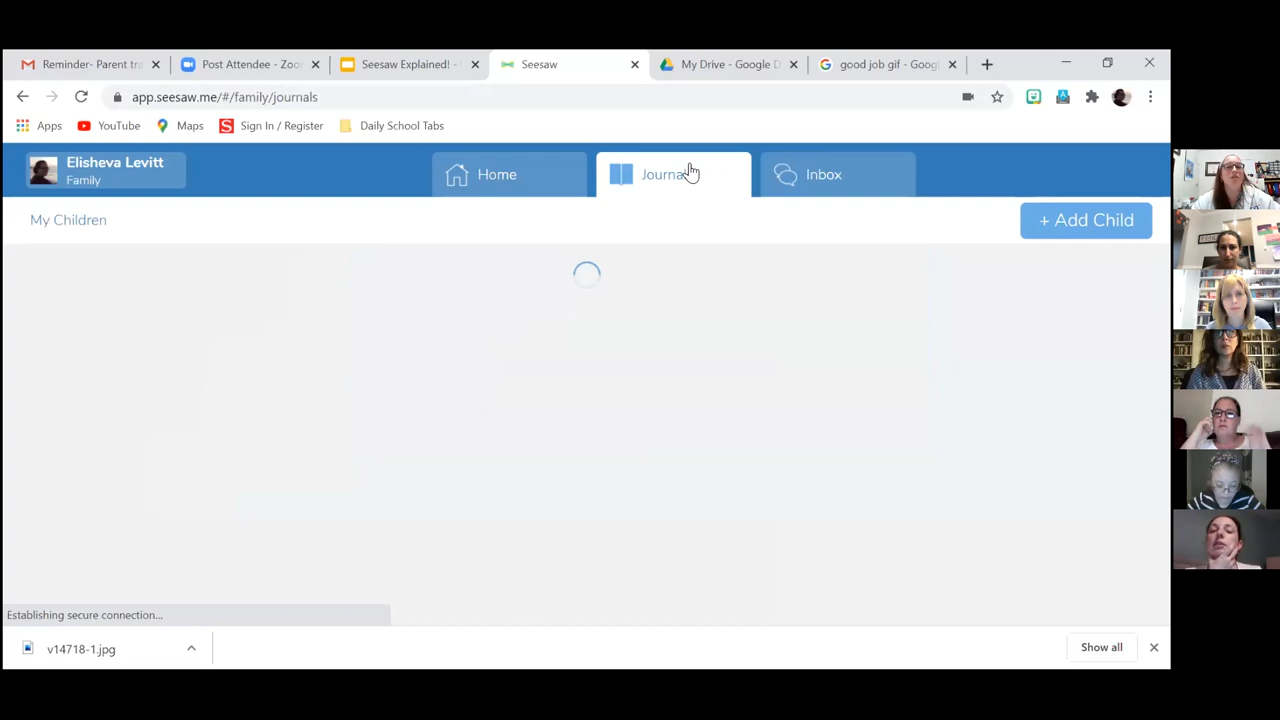 Reminder- Parent tra
Post Attendee - Zoo
Seesaw Explained! -
Seesaw
My Drive - Google D
good job gif - Googl
app.seesaw.me/#/family/journals
Apps
YouTube
Maps
Sign In / Register
Daily School Tabs
Elisheva Levitt
Family
Home
Journa
Inbox
My Children
+ Add Child
Establishing secure connection...
v14718-1.jpg
Show all